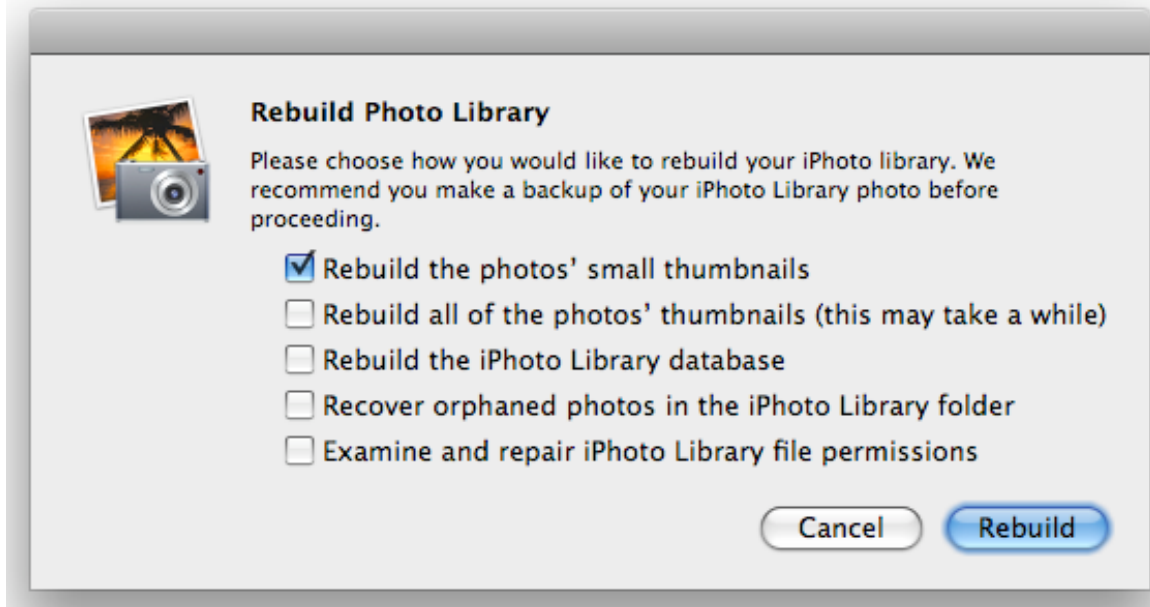 Rebuild Photo Library
Please choose how you would like to rebuild your iPhoto library. We
recommend you make a backup of your iPhoto Library photo before
proceeding.
Rebuild the photos’ small thumbnails
Rebuild all of the photos’ thumbnails (this may take a while)
Rebuild the iPhoto Library database
Recover orphaned photos in the iPhoto Library folder
Examine and repair iPhoto Library file permissions
Cancel Rebuild